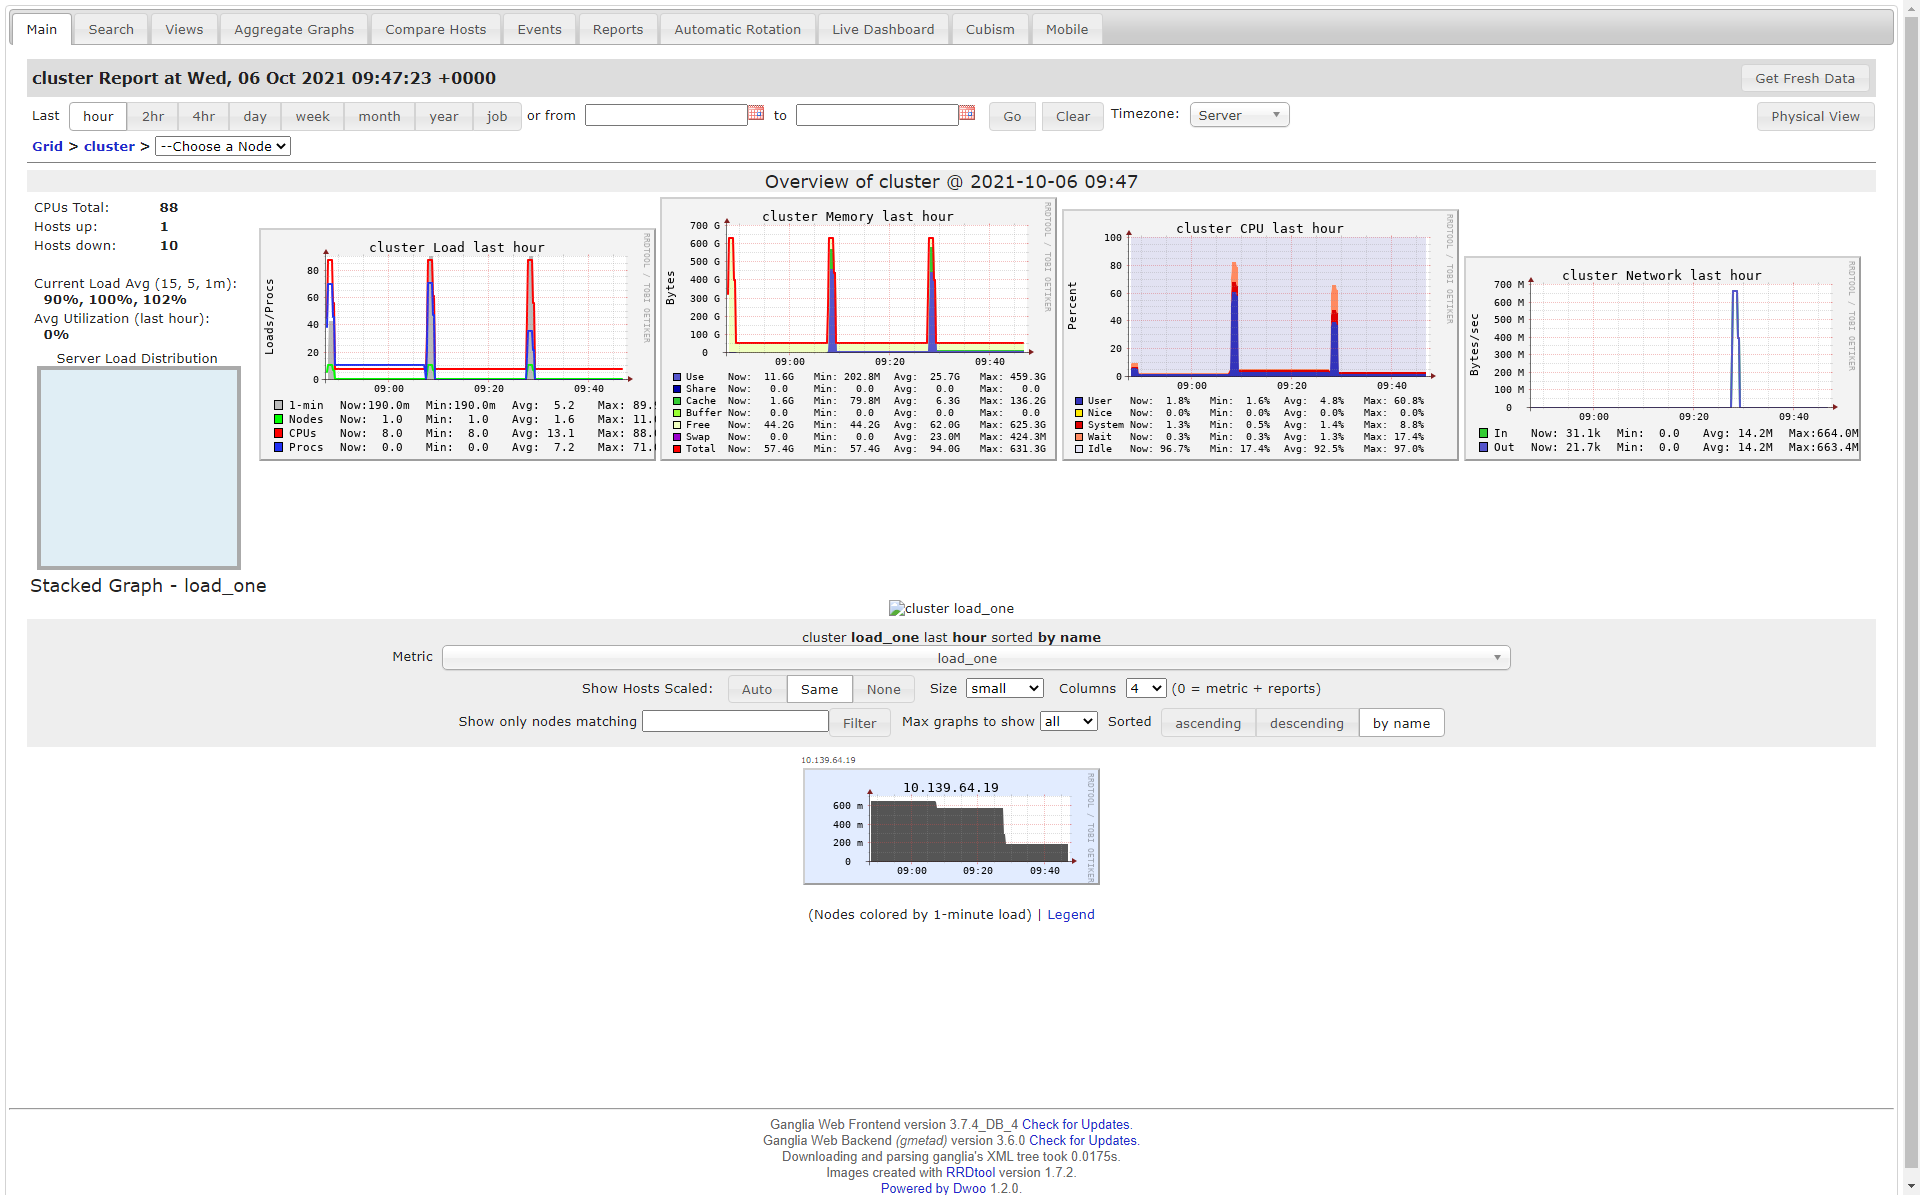 Main Search Views Aggregate Graphs Compare Hosts Events Reports Automatic Rotation Live Dashboard Cubism Mobile
cluster Report at Wed, 06 Oct 2021 09:47:23 +0000 Get Fresh Data
Last hour 2hr 4hr day week month year job or from to Go Clear Timezone: Server Physical View
Grid > cluster > --Choose a Node
Overview of cluster @ 2021-10-06 09:47
CPUs Total: 88
Hosts up: 1
Hosts down: 10
Current Load Avg (15, 5, 1m):
90%, 100%, 102%
Avg Utilization (last hour):
0%
Server Load Distribution
cluster Load last hour
RRDTOOL / TOBI OETIKER
Loads/Procs
80
60
40
20
0
09:00 09:20 09:40
1-min Now:190.0m Min:190.0m Avg: 5.2 Max: 89.
Nodes Now: 1.0 Min: 1.0 Avg: 1.6 Max: 11.
CPUs Now: 8.0 Min: 8.0 Avg: 13.1 Max: 88.
Procs Now: 0.0 Min: 0.0 Avg: 7.2 Max: 71.
cluster Memory last hour
RRDTOOL / TOBI OETIKER
Bytes
700 G
600 G
500 G
400 G
300 G
200 G
100 G
0
09:00 09:20 09:40
Use Now: 11.6G Min: 202.8M Avg: 25.7G Max: 459.3G
Share Now: 0.0 Min: 0.0 Avg: 0.0 Max: 0.0
Cache Now: 1.6G Min: 79.8M Avg: 6.3G Max: 136.2G
Buffer Now: 0.0 Min: 0.0 Avg: 0.0 Max: 0.0
Free Now: 44.2G Min: 44.2G Avg: 62.0G Max: 625.3G
Swap Now: 0.0 Min: 0.0 Avg: 23.0M Max: 424.3M
Total Now: 57.4G Min: 57.4G Avg: 94.0G Max: 631.3G
cluster CPU last hour
RRDTOOL / TOBI OETIKER
Percent
100
80
60
40
20
0
09:00 09:20 09:40
User Now: 1.8% Min: 1.6% Avg: 4.8% Max: 60.8%
Nice Now: 0.0% Min: 0.0% Avg: 0.0% Max: 0.0%
System Now: 1.3% Min: 0.5% Avg: 1.4% Max: 8.8%
Wait Now: 0.3% Min: 0.3% Avg: 1.3% Max: 17.4%
Idle Now: 96.7% Min: 17.4% Avg: 92.5% Max: 97.0%
cluster Network last hour
RRDTOOL / TOBI OETIKER
Bytes/sec
700 M
600 M
500 M
400 M
300 M
200 M
100 M
0
09:00 09:20 09:40
In Now: 31.1k Min: 0.0 Avg: 14.2M Max:664.0M
Out Now: 21.7k Min: 0.0 Avg: 14.2M Max:663.4M
Stacked Graph - load_one
cluster load_one
cluster load_one last hour sorted by name
Metric load_one
Show Hosts Scaled: Auto Same None Size small Columns 4 (0 = metric + reports)
Show only nodes matching Filter Max graphs to show all Sorted ascending descending by name
10.139.64.19
10.139.64.19
RRDTOOL / TOBI OETIKER
600 m
400 m
200 m
0
09:00 09:20 09:40
(Nodes colored by 1-minute load) | Legend
Ganglia Web Frontend version 3.7.4_DB_4 Check for Updates.
Ganglia Web Backend (gmetad) version 3.6.0 Check for Updates.
Downloading and parsing ganglia's XML tree took 0.0175s.
Images created with RRDtool version 1.7.2.
Powered by Dwoo 1.2.0.